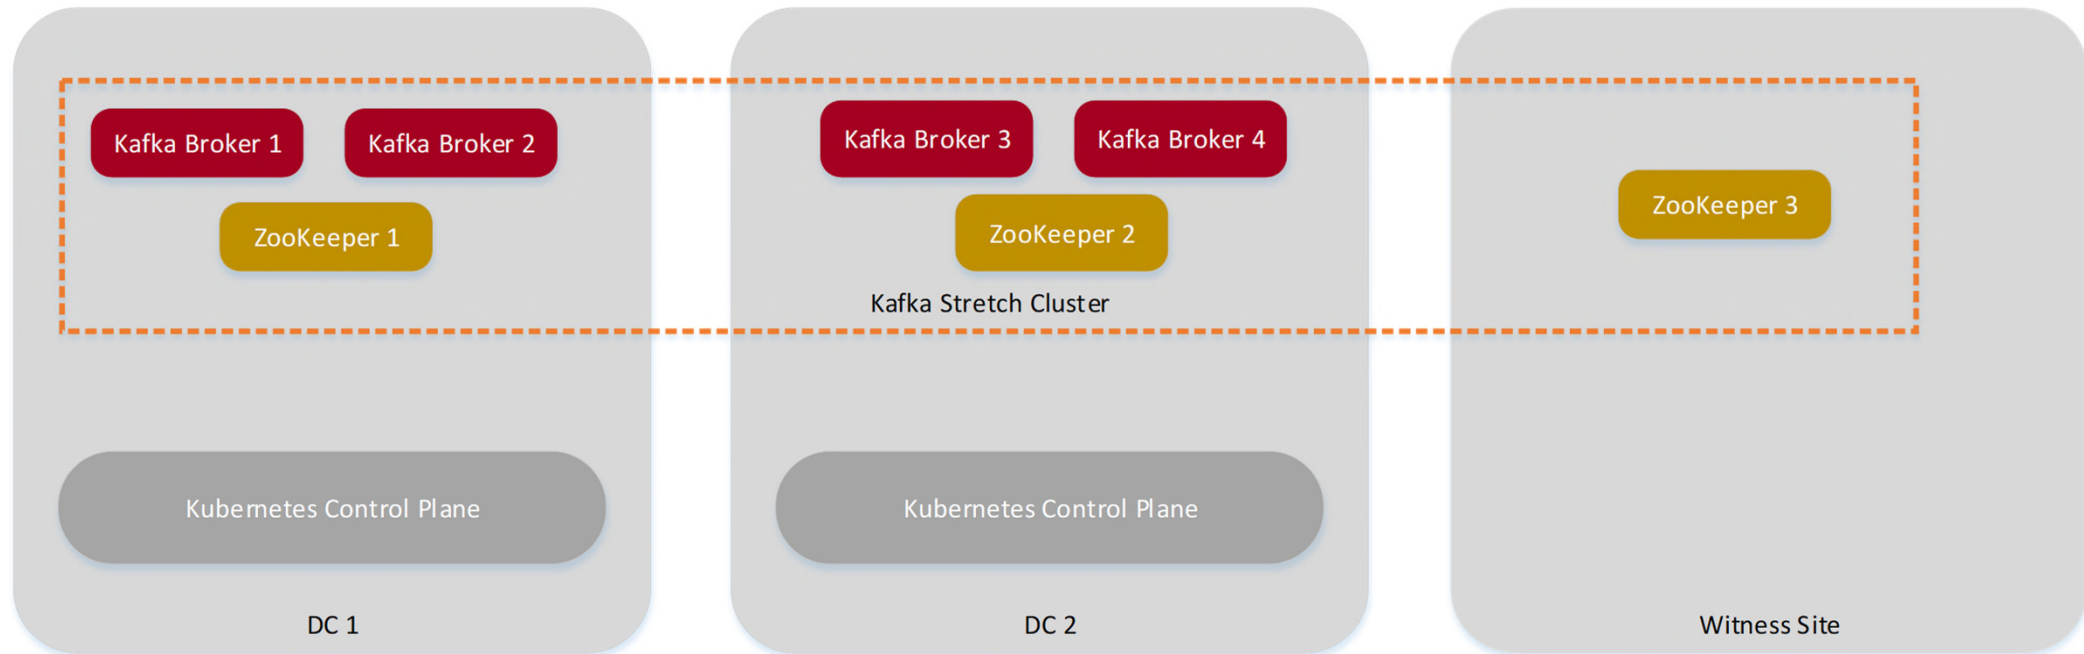 Kafka Broker 1
Kafka Broker 2
ZooKeeper 1
Kafka Broker 3
Kafka Broker 4
ZooKeeper 2
ZooKeeper 3
Kafka Stretch Cluster
Kubernetes Control Plane
Kubernetes Control Plane
DC 1
DC 2
Witness Site